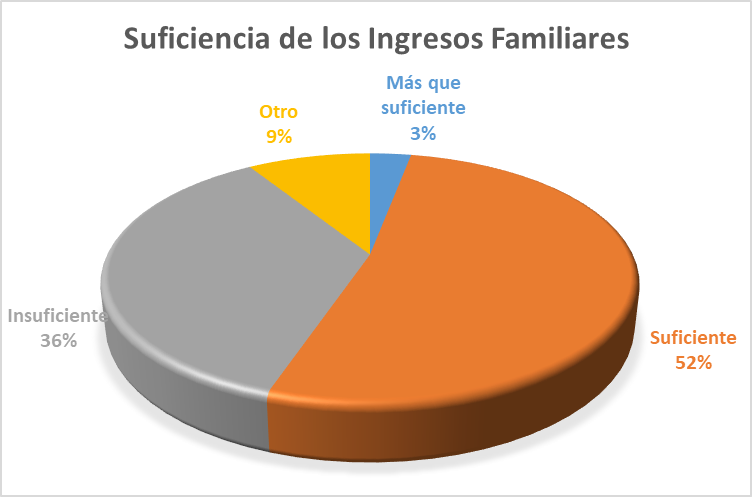 Suficiencia de los Ingresos Familiares
Más que
suficiente
3%
Otro
9%
Insuficiente
36%
Suficiente
52%